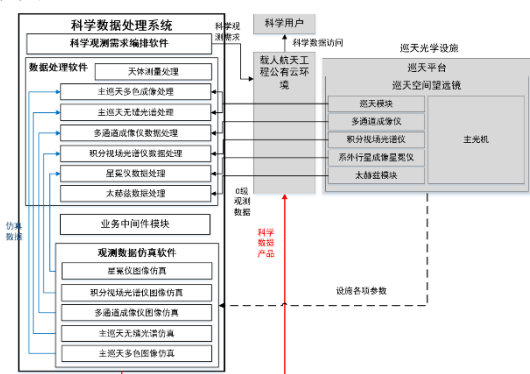 科学数据处理系统
科学观测需求编排软件
数据处理软件
天体测量处理
主巡天多色成像处理
主巡天无缝光谱处理
多通道成像仪数据处理
积分视场光谱仪数据处理
星冕仪数据处理
太赫兹数据处理
业务中间件模块
观测数据仿真软件
星冕仪图像仿真
积分视场光谱仪图像仿真
多通道成像仪图像仿真
主巡天无缝光谱仿真
主巡天多色图像仿真
仿真
数据
科学观
测需求
科学用户
科学数据访问
载人航天工
程公有云环
境
0级
观测
数据
科学
数据
产品
巡天光学设施
巡天平台
巡天空间望远镜
巡天模块
多通道成像仪
积分视场光谱仪
系外行星成像星冕仪
太赫兹模块
主光机
设施各项参数